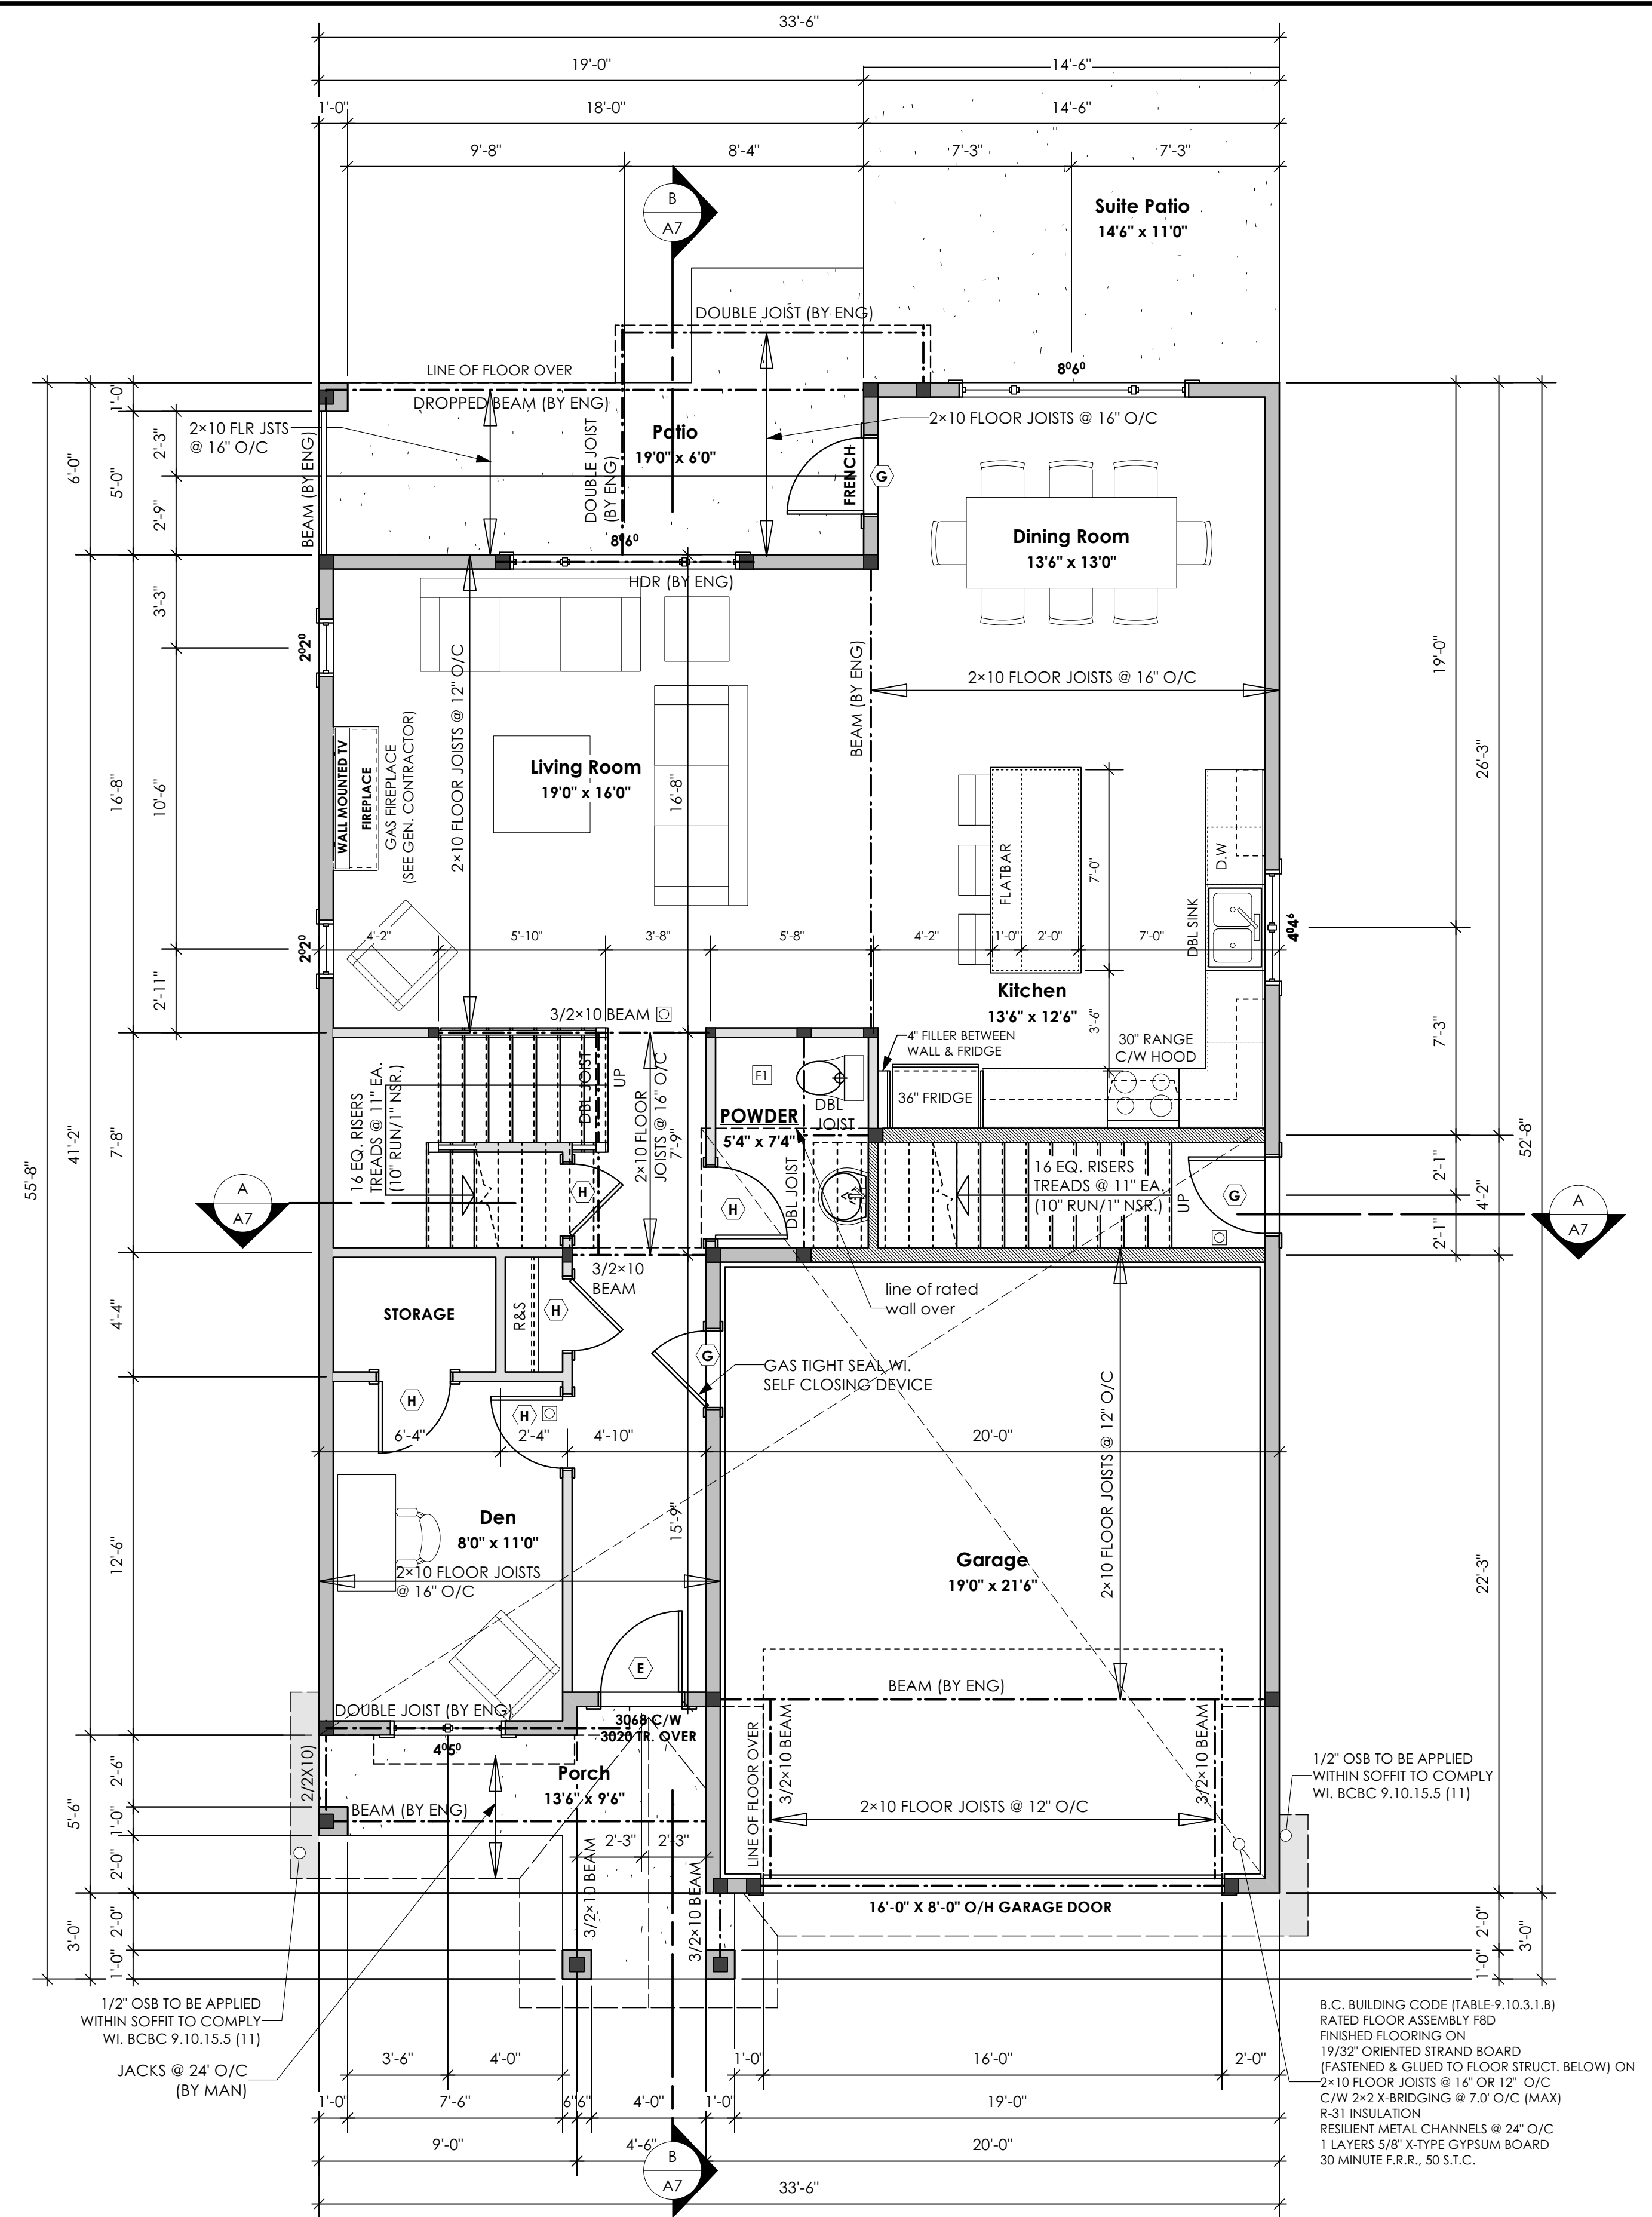 33'-6"
19'-0"
14'-6"
1'-0"
18'-0"
14'-6"
9'-8"
8'-4"
7'-3"
7'-3"
B
A7
Suite Patio
14'6" x 11'0"
DOUBLE JOIST (BY ENG)
LINE OF FLOOR OVER
8⁰6⁰
DROPPED BEAM (BY ENG)
2×10 FLR JSTS
@ 16" O/C
2×10 FLOOR JOISTS @ 16" O/C
Patio
19'0" x 6'0"
DOUBLE JOIST
(BY ENG)
BEAM (BY ENG)
FRENCH
G
1'-0"
2'-3"
6'-0"
5'-0"
2'-9"
8⁰6⁰
HDR (BY ENG)
Dining Room
13'6" x 13'0"
3'-3"
2⁰2⁰
2×10 FLOOR JOISTS @ 12" O/C
BEAM (BY ENG)
2×10 FLOOR JOISTS @ 16" O/C
19'-0"
WALL MOUNTED TV
FIREPLACE
GAS FIREPLACE
(SEE GEN. CONTRACTOR)
Living Room
19'0" x 16'0"
16'-8"
16'-8"
10'-6"
26'-3"
FLATBAR
7'-0"
D.W
DBL SINK
4⁰4⁶
2⁰2⁰
4'-2"
5'-10"
3'-8"
5'-8"
4'-2"
1'-0"
2'-0"
7'-0"
2'-11"
Kitchen
13'6" x 12'6"
3'-6"
3/2×10 BEAM
4" FILLER BETWEEN
WALL & FRIDGE
30" RANGE
C/W HOOD
36" FRIDGE
7'-3"
16 EQ. RISERS
TREADS @ 11" EA.
(10" RUN/1" NSR.)
DBL JOIST
UP
2×10 FLOOR
JOISTS @ 16" O/C
7'-9"
F1
POWDER
5'4" x 7'4"
DBL
JOIST
DBL JOIST
H
H
16 EQ. RISERS
TREADS @ 11" EA.
(10" RUN/1" NSR.)
UP
G
2'-1"
2'-1"
4'-2"
52'-8"
55'-8"
41'-2"
7'-8"
A
A7
A
A7
3/2×10
BEAM
line of rated
wall over
STORAGE
R&S
H
4'-4"
G
GAS TIGHT SEAL WI.
SELF CLOSING DEVICE
H
H
6'-4"
2'-4"
4'-10"
20'-0"
2×10 FLOOR JOISTS @ 12" O/C
Den
8'0" x 11'0"
2×10 FLOOR JOISTS
@ 16" O/C
15'-9"
12'-6"
Garage
19'0" x 21'6"
22'-3"
E
BEAM (BY ENG)
DOUBLE JOIST (BY ENG)
3068 C/W
3020 TR. OVER
4⁰5⁰
2/2X10)
Porch
13'6" x 9'6"
BEAM (BY ENG)
LINE OF FLOOR OVER
3/2×10 BEAM
3/2×10 BEAM
2×10 FLOOR JOISTS @ 12" O/C
1/2" OSB TO BE APPLIED
WITHIN SOFFIT TO COMPLY
WI. BCBC 9.10.15.5 (11)
2'-6"
5'-6"
1'-0"
2'-0"
2'-3"
2'-3"
3/2×10 BEAM
3/2×10 BEAM
16'-0" X 8'-0" O/H GARAGE DOOR
3'-0"
2'-0"
1'-0"
2'-0"
1'-0"
3'-0"
1/2" OSB TO BE APPLIED
WITHIN SOFFIT TO COMPLY
WI. BCBC 9.10.15.5 (11)
JACKS @ 24' O/C
(BY MAN)
B.C. BUILDING CODE (TABLE-9.10.3.1.B)
RATED FLOOR ASSEMBLY F8D
FINISHED FLOORING ON
19/32" ORIENTED STRAND BOARD
(FASTENED & GLUED TO FLOOR STRUCT. BELOW) ON
2×10 FLOOR JOISTS @ 16" OR 12" O/C
C/W 2×2 X-BRIDGING @ 7.0' O/C (MAX)
R-31 INSULATION
RESILIENT METAL CHANNELS @ 24" O/C
1 LAYERS 5/8" X-TYPE GYPSUM BOARD
30 MINUTE F.R.R., 50 S.T.C.
3'-6"
4'-0"
1'-0"
16'-0"
2'-0"
1'-0"
7'-6"
6"
6"
4'-0"
1'-0"
19'-0"
9'-0"
4'-6"
20'-0"
B
A7
33'-6"